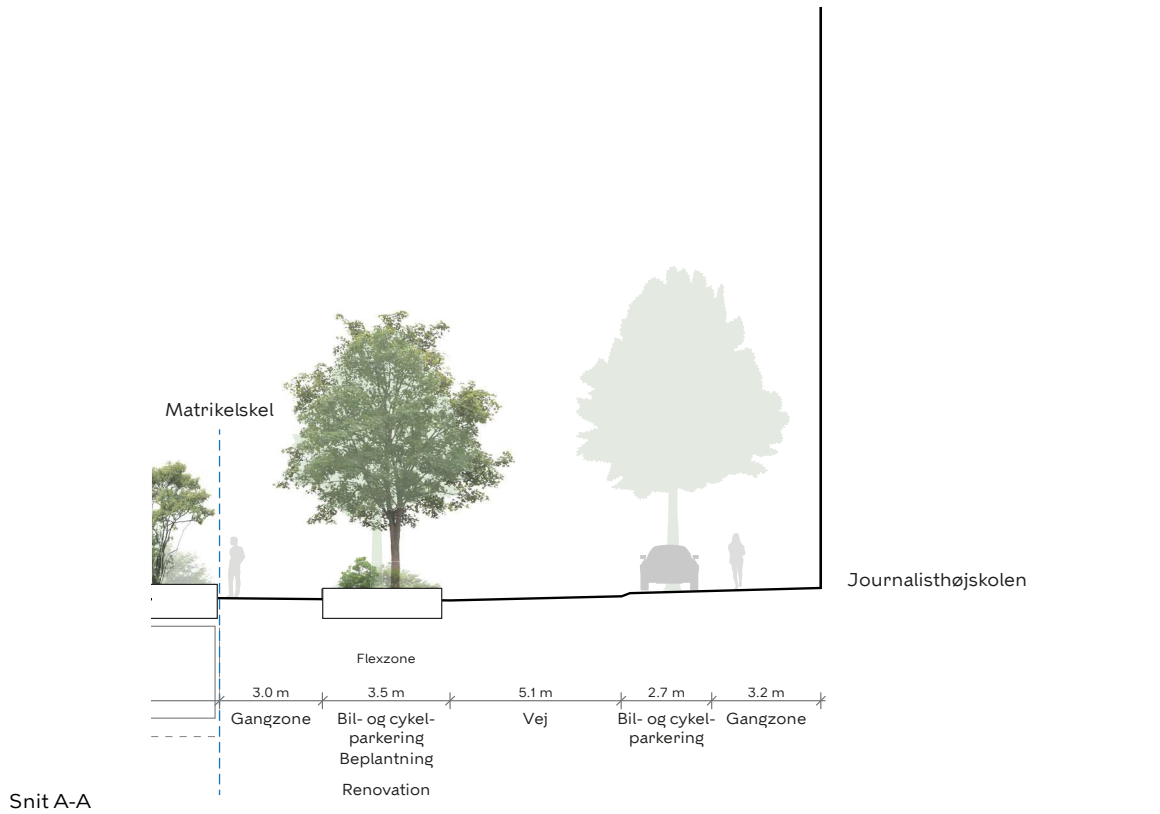 Matrikelskel
Journalisthøjskolen
Flexzone
3.0 m
3.5 m
5.1 m
2.7 m
3.2 m
Gangzone
Bil- og cykel-
parkering
Beplantning
Renovation
Vej
Bil- og cykel-
parkering
Gangzone
Snit A-A